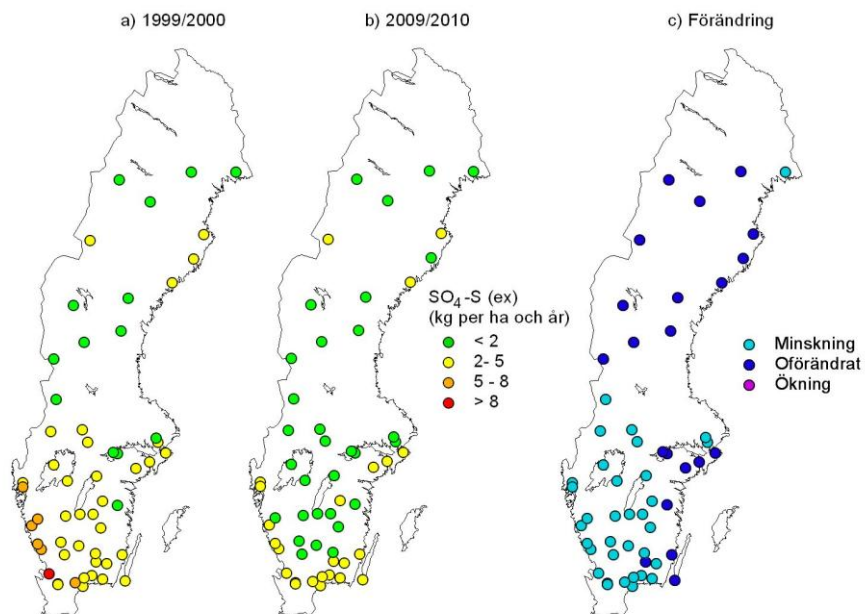 a) 1999/2000
b) 2009/2010
c) Förändring
SO4-S (ex)
(kg per ha och år)
< 2
2- 5
5 - 8
> 8
Minskning
Oförändrat
Ökning